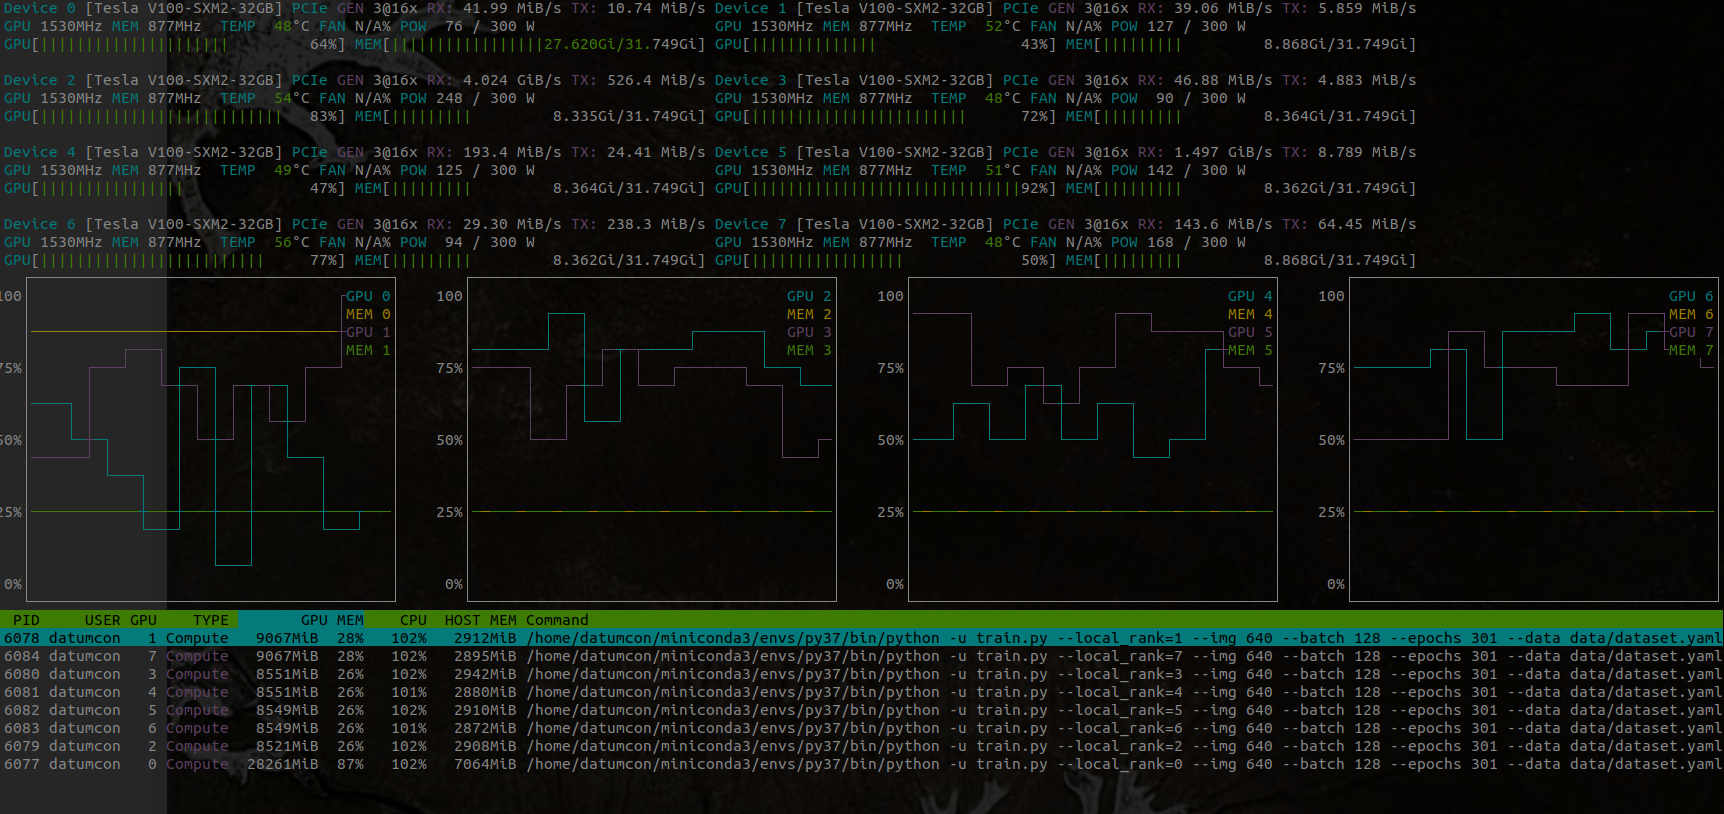 Device 0 [Tesla V100-SXM2-32GB] PCIe GEN 3@16x RX: 41.99 MiB/s TX: 10.74 MiB/s Device 1 [Tesla V100-SXM2-32GB] PCIe GEN 3@16x RX: 39.06 MiB/s TX: 5.859 MiB/s
GPU 1530MHz MEM 877MHz TEMP 48°C FAN N/A% POW 76 / 300 W GPU 1530MHz MEM 877MHz TEMP 52°C FAN N/A% POW 127 / 300 W
GPU[||||||||||||||||||||| 64%] MEM[|||||||||||||||||27.620Gi/31.749Gi] GPU[|||||||||||||| 43%] MEM[||||||||| 8.868Gi/31.749Gi]
Device 2 [Tesla V100-SXM2-32GB] PCIe GEN 3@16x RX: 4.024 GiB/s TX: 526.4 MiB/s Device 3 [Tesla V100-SXM2-32GB] PCIe GEN 3@16x RX: 46.88 MiB/s TX: 4.883 MiB/s
GPU 1530MHz MEM 877MHz TEMP 54°C FAN N/A% POW 248 / 300 W GPU 1530MHz MEM 877MHz TEMP 48°C FAN N/A% POW 90 / 300 W
GPU[||||||||||||||||||||||||||| 83%] MEM[||||||||| 8.335Gi/31.749Gi] GPU[|||||||||||||||||||||||| 72%] MEM[||||||||| 8.364Gi/31.749Gi]
Device 4 [Tesla V100-SXM2-32GB] PCIe GEN 3@16x RX: 193.4 MiB/s TX: 24.41 MiB/s Device 5 [Tesla V100-SXM2-32GB] PCIe GEN 3@16x RX: 1.497 GiB/s TX: 8.789 MiB/s
GPU 1530MHz MEM 877MHz TEMP 49°C FAN N/A% POW 125 / 300 W GPU 1530MHz MEM 877MHz TEMP 51°C FAN N/A% POW 142 / 300 W
GPU[|||||||||||||||| 47%] MEM[||||||||| 8.364Gi/31.749Gi] GPU[||||||||||||||||||||||||||||||92%] MEM[||||||||| 8.362Gi/31.749Gi]
Device 6 [Tesla V100-SXM2-32GB] PCIe GEN 3@16x RX: 29.30 MiB/s TX: 238.3 MiB/s Device 7 [Tesla V100-SXM2-32GB] PCIe GEN 3@16x RX: 143.6 MiB/s TX: 64.45 MiB/s
GPU 1530MHz MEM 877MHz TEMP 56°C FAN N/A% POW 94 / 300 W GPU 1530MHz MEM 877MHz TEMP 48°C FAN N/A% POW 168 / 300 W
GPU[||||||||||||||||||||||||| 77%] MEM[||||||||| 8.362Gi/31.749Gi] GPU[||||||||||||||||| 50%] MEM[||||||||| 8.868Gi/31.749Gi]
100 GPU 0 100 GPU 2 100 GPU 4 100 GPU 6
MEM 0 MEM 2 MEM 4 MEM 6
GPU 1 GPU 3 GPU 5 GPU 7
MEM 1 MEM 3 MEM 5 MEM 7
75% 75% 75% 75%
50% 50% 50% 50%
25% 25% 25% 25%
0% 0% 0% 0%
PID USER GPU TYPE GPU MEM CPU HOST MEM Command
6078 datumcon 1 Compute 9067MiB 28% 102% 2912MiB /home/datumcon/miniconda3/envs/py37/bin/python -u train.py --local_rank=1 --img 640 --batch 128 --epochs 301 --data data/dataset.yaml
6084 datumcon 7 Compute 9067MiB 28% 102% 2895MiB /home/datumcon/miniconda3/envs/py37/bin/python -u train.py --local_rank=7 --img 640 --batch 128 --epochs 301 --data data/dataset.yaml
6080 datumcon 3 Compute 8551MiB 26% 102% 2942MiB /home/datumcon/miniconda3/envs/py37/bin/python -u train.py --local_rank=3 --img 640 --batch 128 --epochs 301 --data data/dataset.yaml
6081 datumcon 4 Compute 8551MiB 26% 101% 2880MiB /home/datumcon/miniconda3/envs/py37/bin/python -u train.py --local_rank=4 --img 640 --batch 128 --epochs 301 --data data/dataset.yaml
6082 datumcon 5 Compute 8549MiB 26% 102% 2910MiB /home/datumcon/miniconda3/envs/py37/bin/python -u train.py --local_rank=5 --img 640 --batch 128 --epochs 301 --data data/dataset.yaml
6083 datumcon 6 Compute 8549MiB 26% 101% 2872MiB /home/datumcon/miniconda3/envs/py37/bin/python -u train.py --local_rank=6 --img 640 --batch 128 --epochs 301 --data data/dataset.yaml
6079 datumcon 2 Compute 8521MiB 26% 102% 2908MiB /home/datumcon/miniconda3/envs/py37/bin/python -u train.py --local_rank=2 --img 640 --batch 128 --epochs 301 --data data/dataset.yaml
6077 datumcon 0 Compute 28261MiB 87% 102% 7064MiB /home/datumcon/miniconda3/envs/py37/bin/python -u train.py --local_rank=0 --img 640 --batch 128 --epochs 301 --data data/dataset.yaml